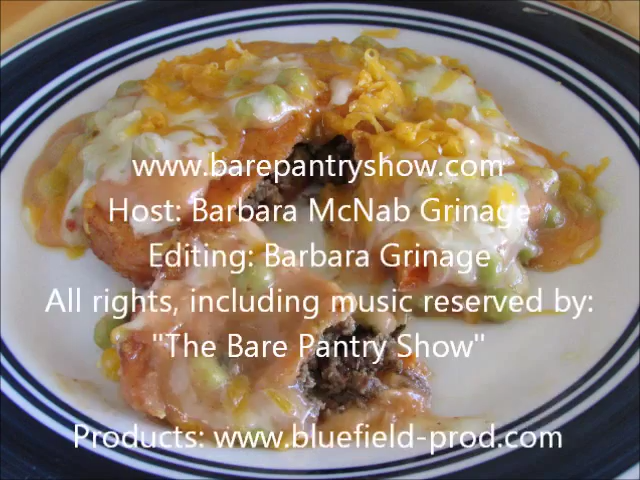 www.barepantryshow.com
Host: Barbara McNab Grinage
Editing: Barbara Grinage
All rights, including music reserved by:
"The Bare Pantry Show"
Products: www.bluefield-prod.com